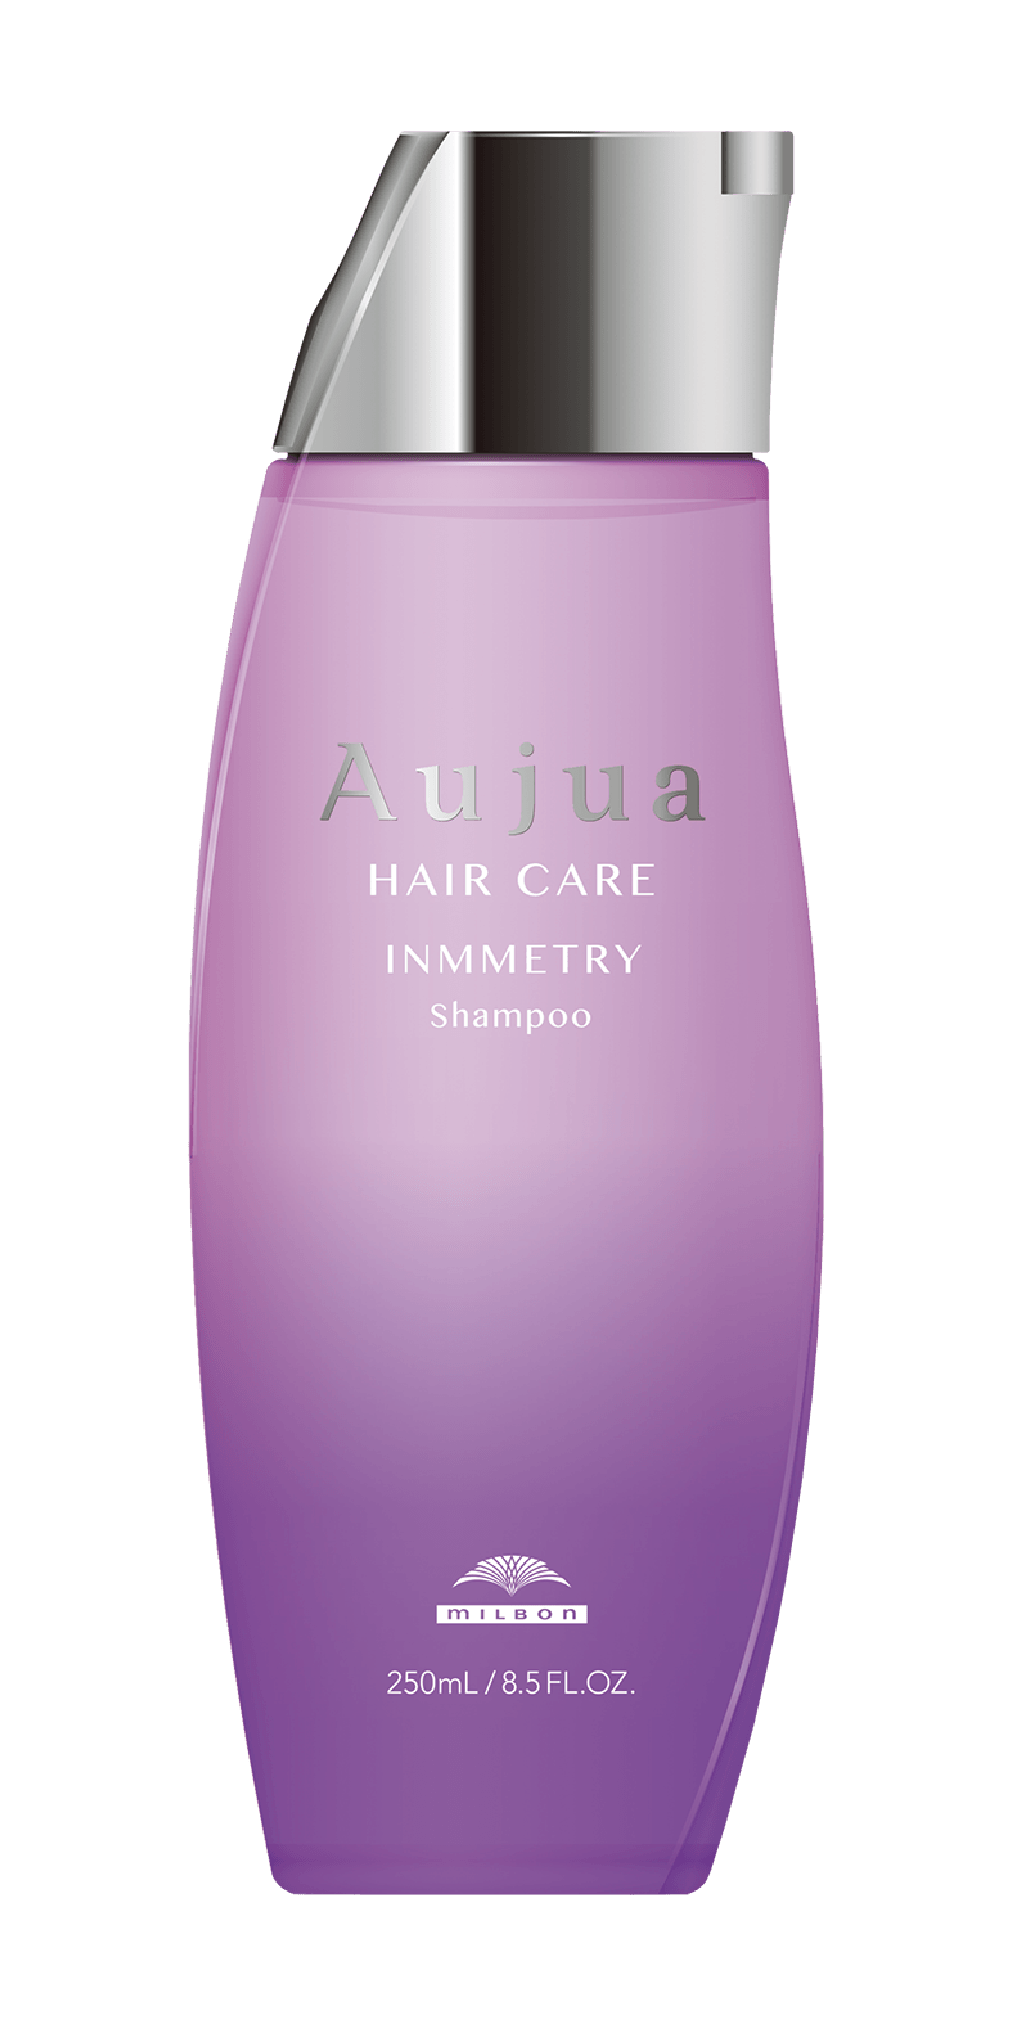 Aujua
HAIR CARE
INMMETRY
Shampoo
MILBON
250mL / 8.5 FL.OZ.